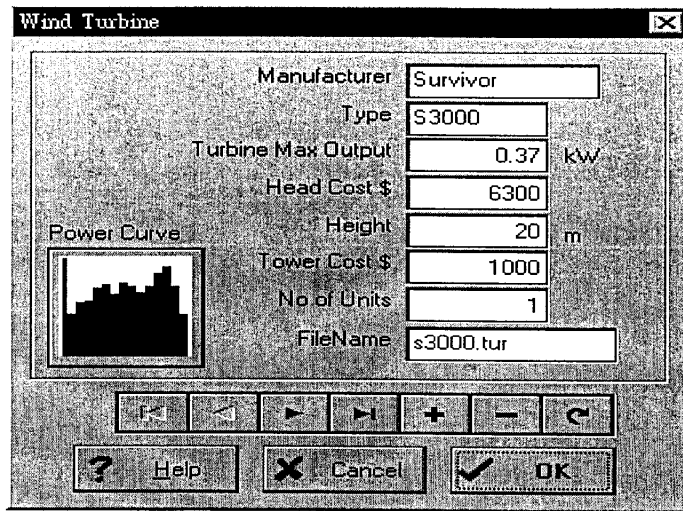 Wind Turbine
Manufacturer Survivor
Type S3000
Turbine Max Output 0.37 kW
Head Cost $ 6300
Height 20 m
Power Curve
Tower Cost $ 1000
No of Units 1
FileName s3000.tur
? Help Cancel OK